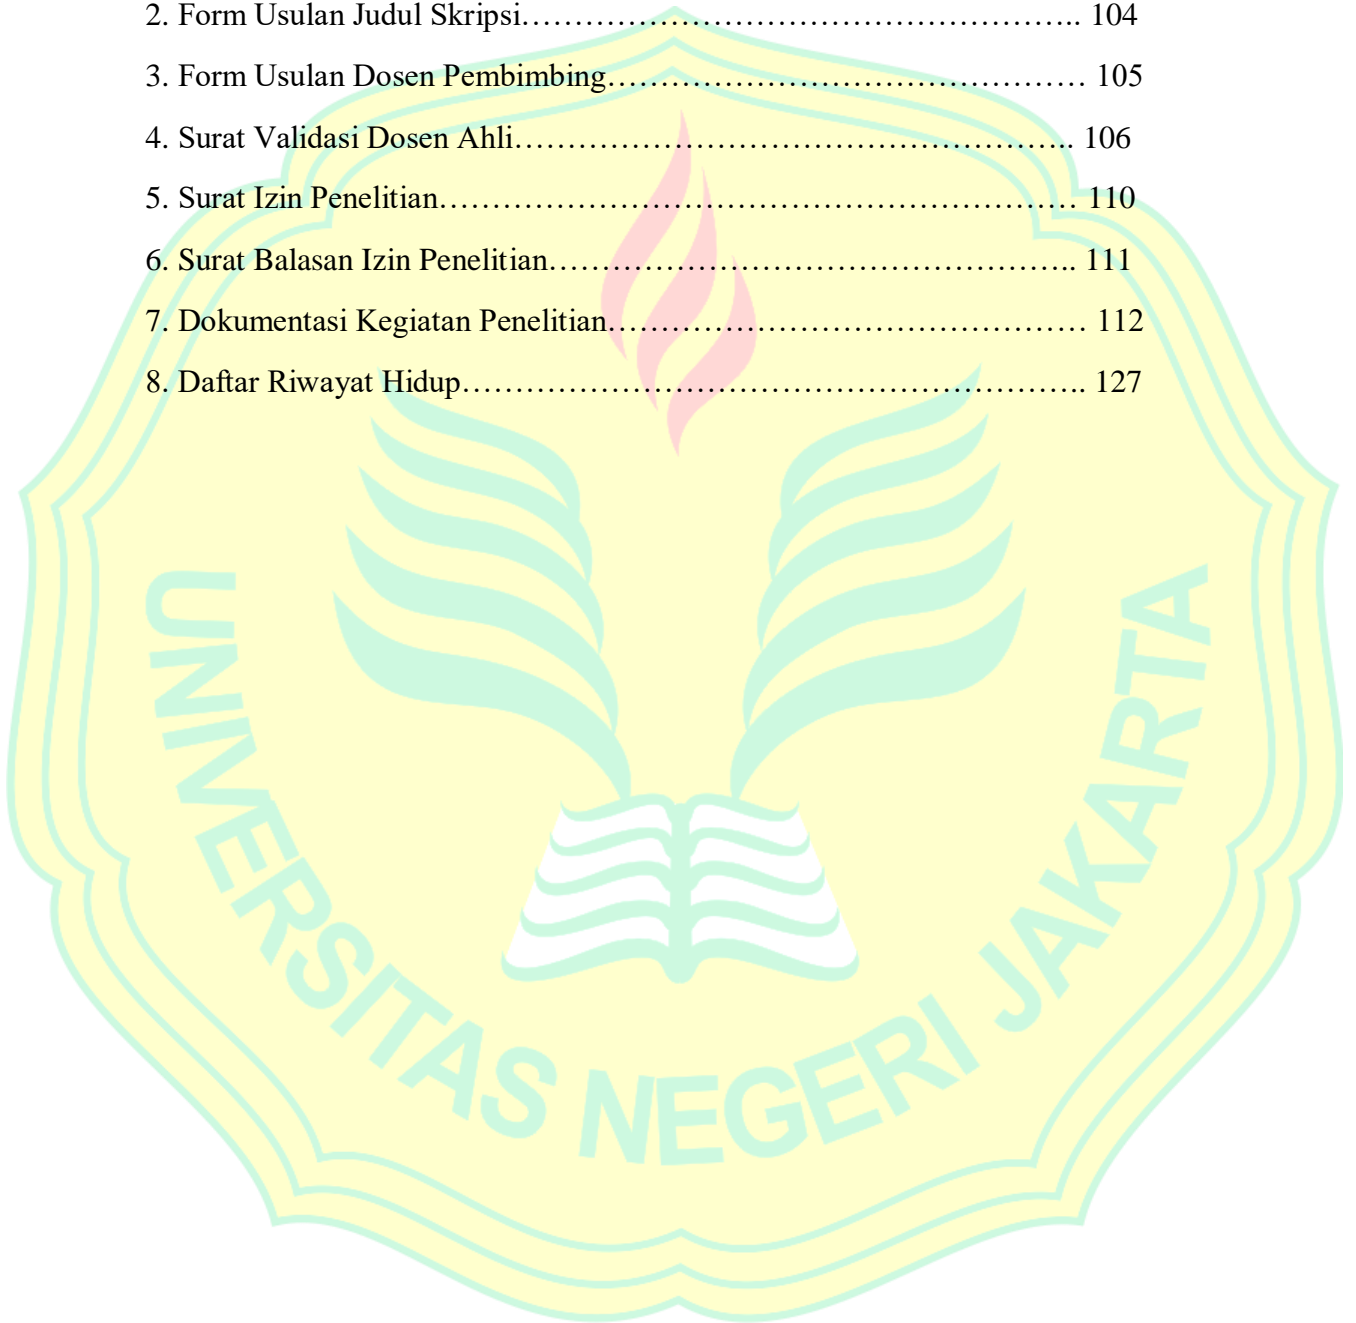 2. Form Usulan Judul Skripsi……………………………………………………….. 104
3. Form Usulan Dosen Pembimbing……………………………………………… 105
4. Surat Validasi Dosen Ahli……………………………………………………….. 106
5. Surat Izin Penelitian……………………………………………………………… 110
6. Surat Balasan Izin Penelitian…………………………………………………….. 111
7. Dokumentasi Kegiatan Penelitian……………………………………………… 112
8. Daftar Riwayat Hidup…………………………………………………………….. 127
UNIVERSITAS NEGERI JAKARTA